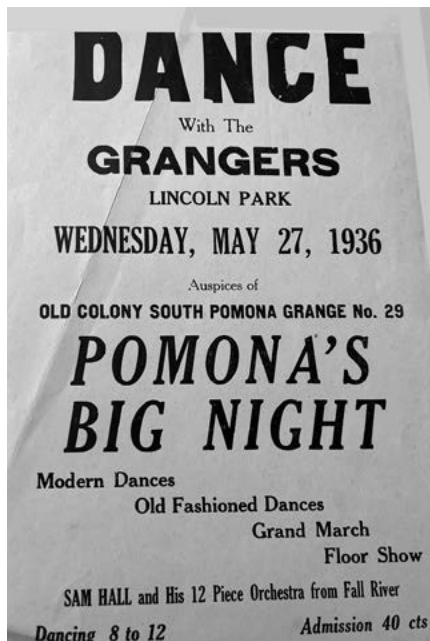 DANCE
With The
GRANGERS
LINCOLN PARK
WEDNESDAY, MAY 27, 1936
Auspices of
OLD COLONY SOUTH POMONA GRANGE No. 29
POMONA'S
BIG NIGHT
Modern Dances
Old Fashioned Dances
Grand March
Floor Show
SAM HALL and His 12 Piece Orchestra from Fall River
Dancing 8 to 12 Admission 40 cts